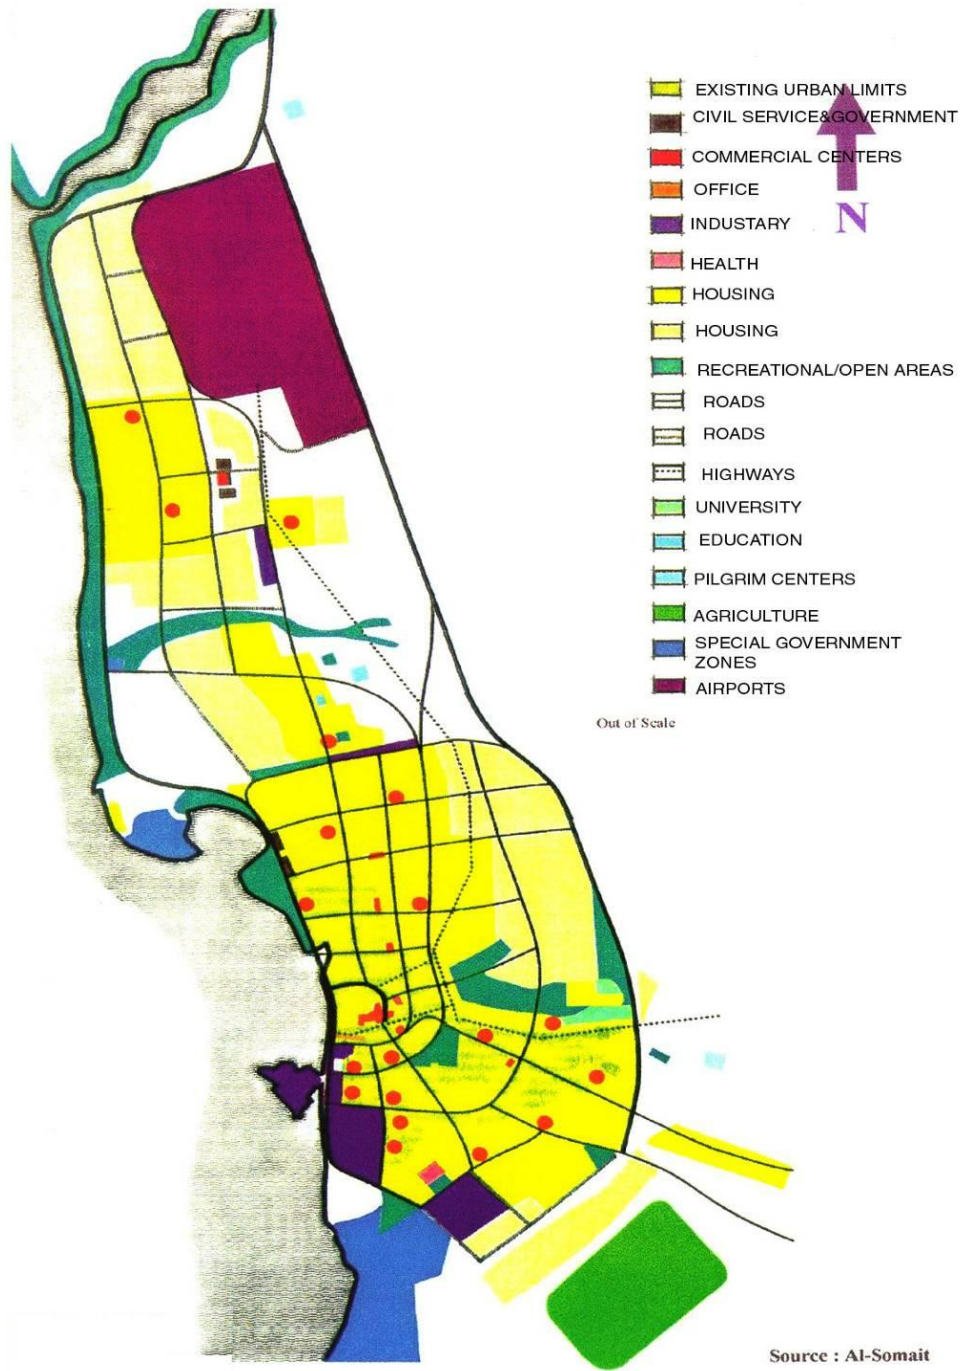 EXISTING URBAN LIMITS
CIVIL SERVICE&GOVERNMENT
COMMERCIAL CENTERS
OFFICE
N
INDUSTARY
HEALTH
HOUSING
HOUSING
RECREATIONAL/OPEN AREAS
ROADS
ROADS
HIGHWAYS
UNIVERSITY
EDUCATION
PILGRIM CENTERS
AGRICULTURE
SPECIAL GOVERNMENT
ZONES
AIRPORTS
Out of Scale
Source : Al-Somait